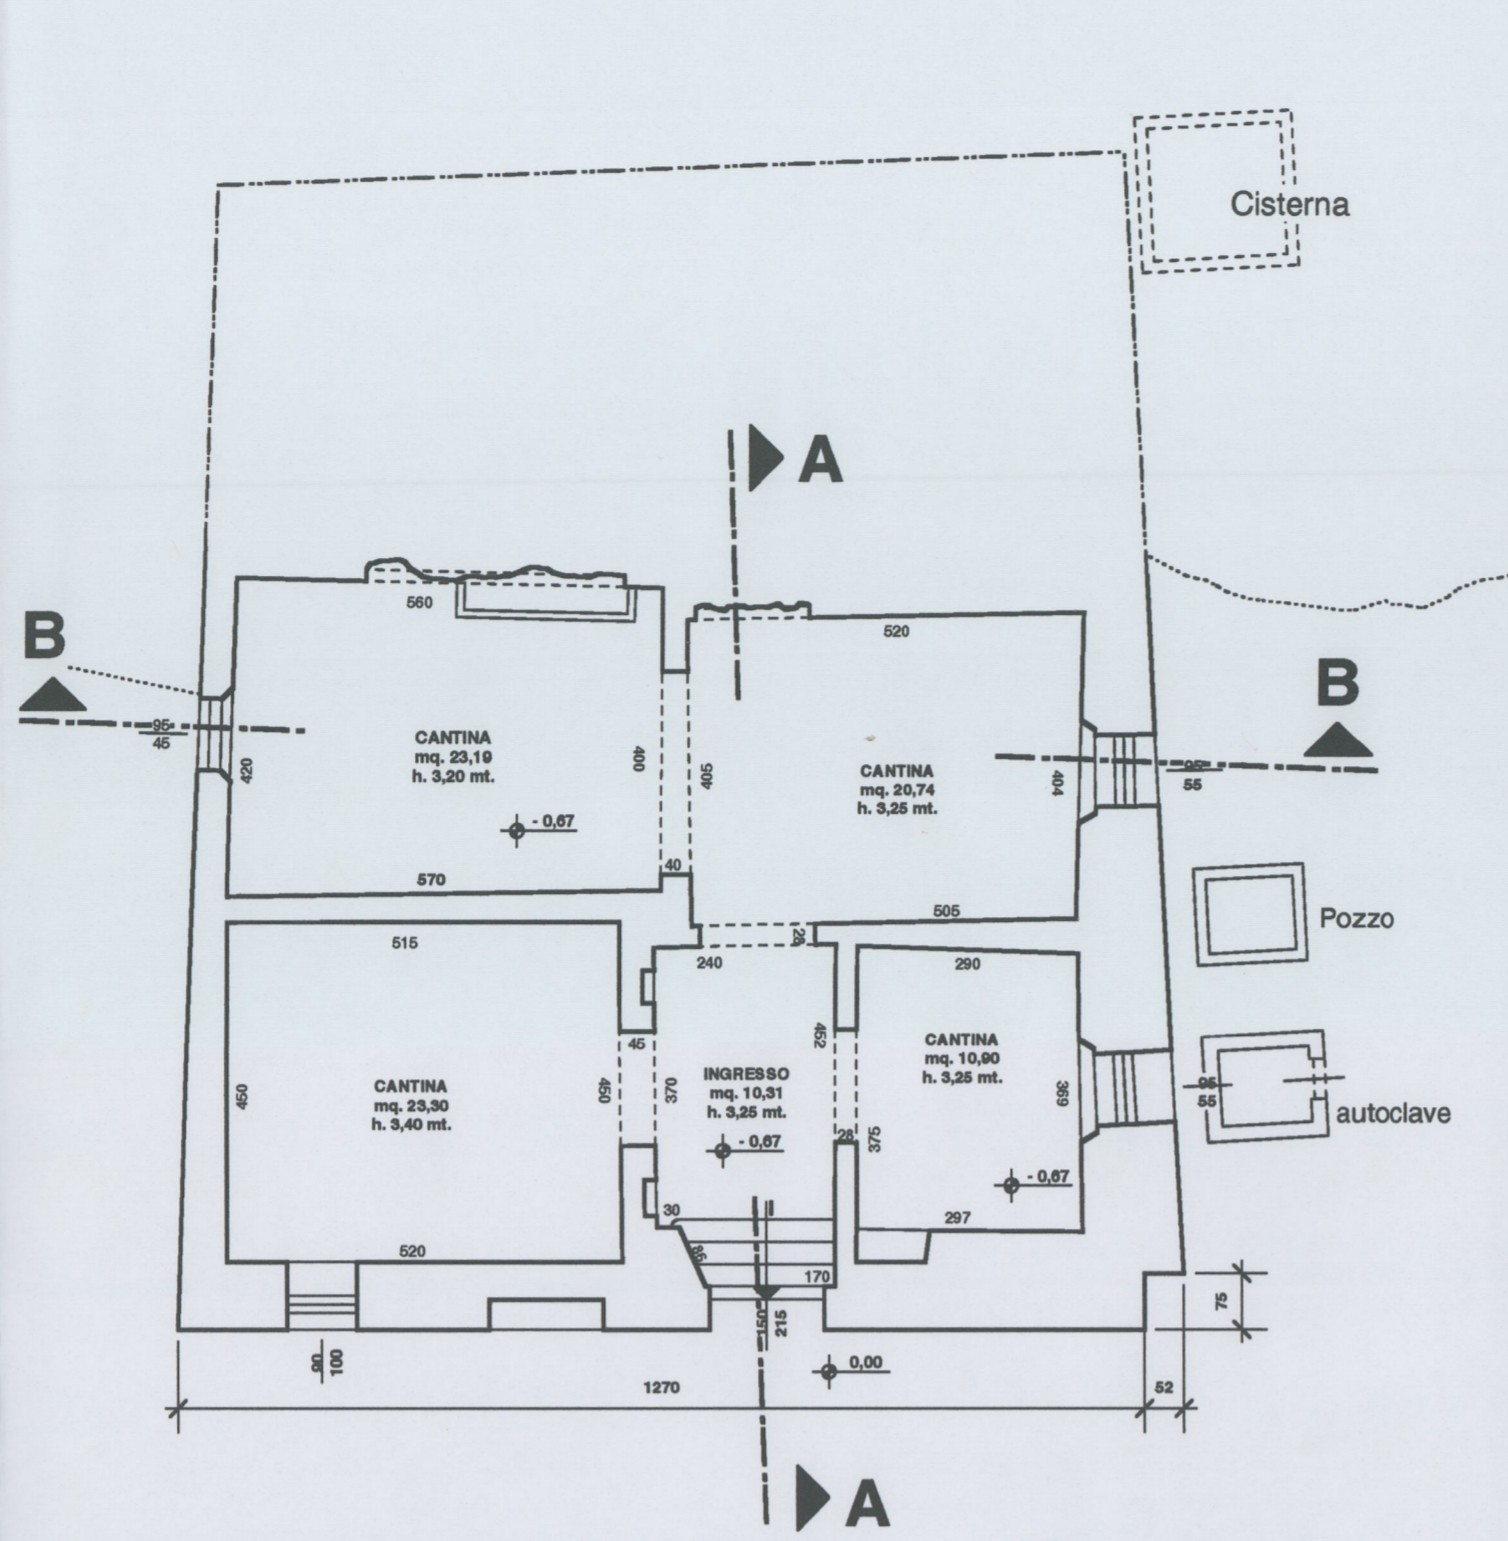 Cisterna
A
B
560
520
B
95
45
CANTINA
mq. 23,19
h. 3,20 mt.
420
400
405
CANTINA
mq. 20,74
h. 3,25 mt.
404
95
55
- 0,67
40
570
505
Pozzo
515
28
240
290
45
452
CANTINA
mq. 10,90
h. 3,25 mt.
INGRESSO
mq. 10,31
h. 3,25 mt.
CANTINA
mq. 23,30
h. 3,40 mt.
450
450
370
369
95
55
autoclave
28
375
- 0,67
- 0,67
30
297
520
86
170
150
215
75
90
100
0,00
1270
52
A